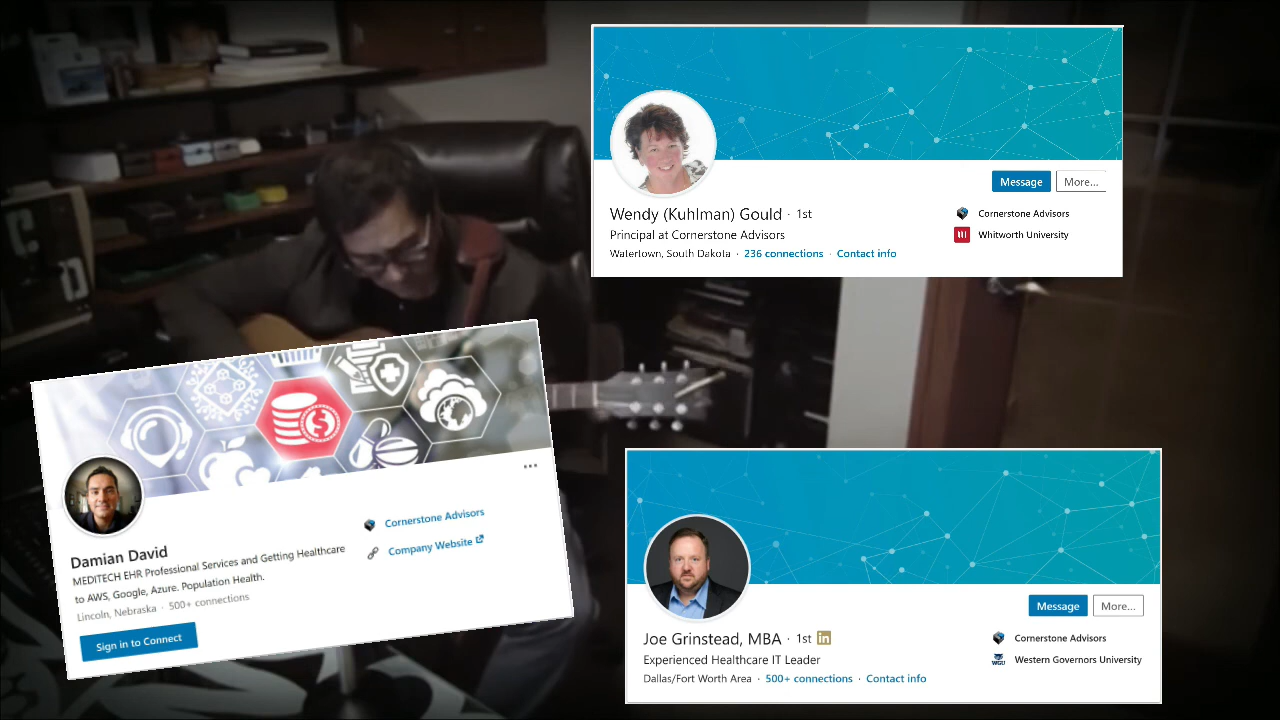 Message
More...
Wendy (Kuhlman) Gould · 1st
Principal at Cornerstone Advisors
Watertown, South Dakota · 236 connections · Contact info
Cornerstone Advisors
Whitworth University
Damian David
MEDITECH EHR Professional Services and Getting Healthcare
to AWS, Google, Azure. Population Health.
Lincoln, Nebraska · 500+ connections
Sign in to Connect
Cornerstone Advisors
Company Website
Message
More...
Joe Grinstead, MBA · 1st in
Experienced Healthcare IT Leader
Dallas/Fort Worth Area · 500+ connections · Contact info
Cornerstone Advisors
WGU Western Governors University